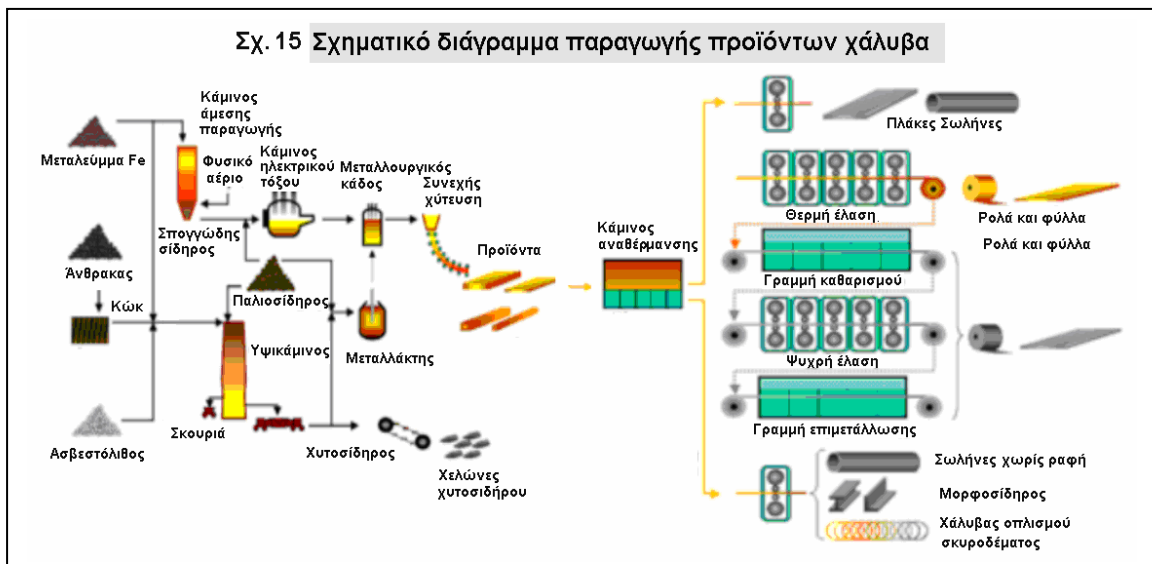 Σχ. 15 Σχηματικό διάγραμμα παραγωγής προϊόντων χάλυβα
Κάμινος
άμεσης
παραγωγής
Μεταλεύμμα Fe
Φυσικό
αέριο
Κάμινος
ηλεκτρικού
τόξου
Μεταλλουργικός
κάδος
Συνεχής
χύτευση
Σπογγώδης
σίδηρος
Προϊόντα
Άνθρακας
Κώκ
Παλιοσίδηρος
Υψικάμινος
Μεταλλάκτης
Ασβεστόλιθος
Σκουριά
Χυτοσίδηρος
Χελώνες
χυτοσιδήρου
Κάμινος
αναθέρμανσης
Πλάκες Σωλήνες
Θερμή έλαση
Ρολά και φύλλα
Ρολά και φύλλα
Γραμμή καθαρισμού
Ψυχρή έλαση
Γραμμή επιμετάλλωσης
Σωλήνες χωρίς ραφή
Μορφοσίδηρος
Χάλυβας οπλισμού
σκυροδέματος